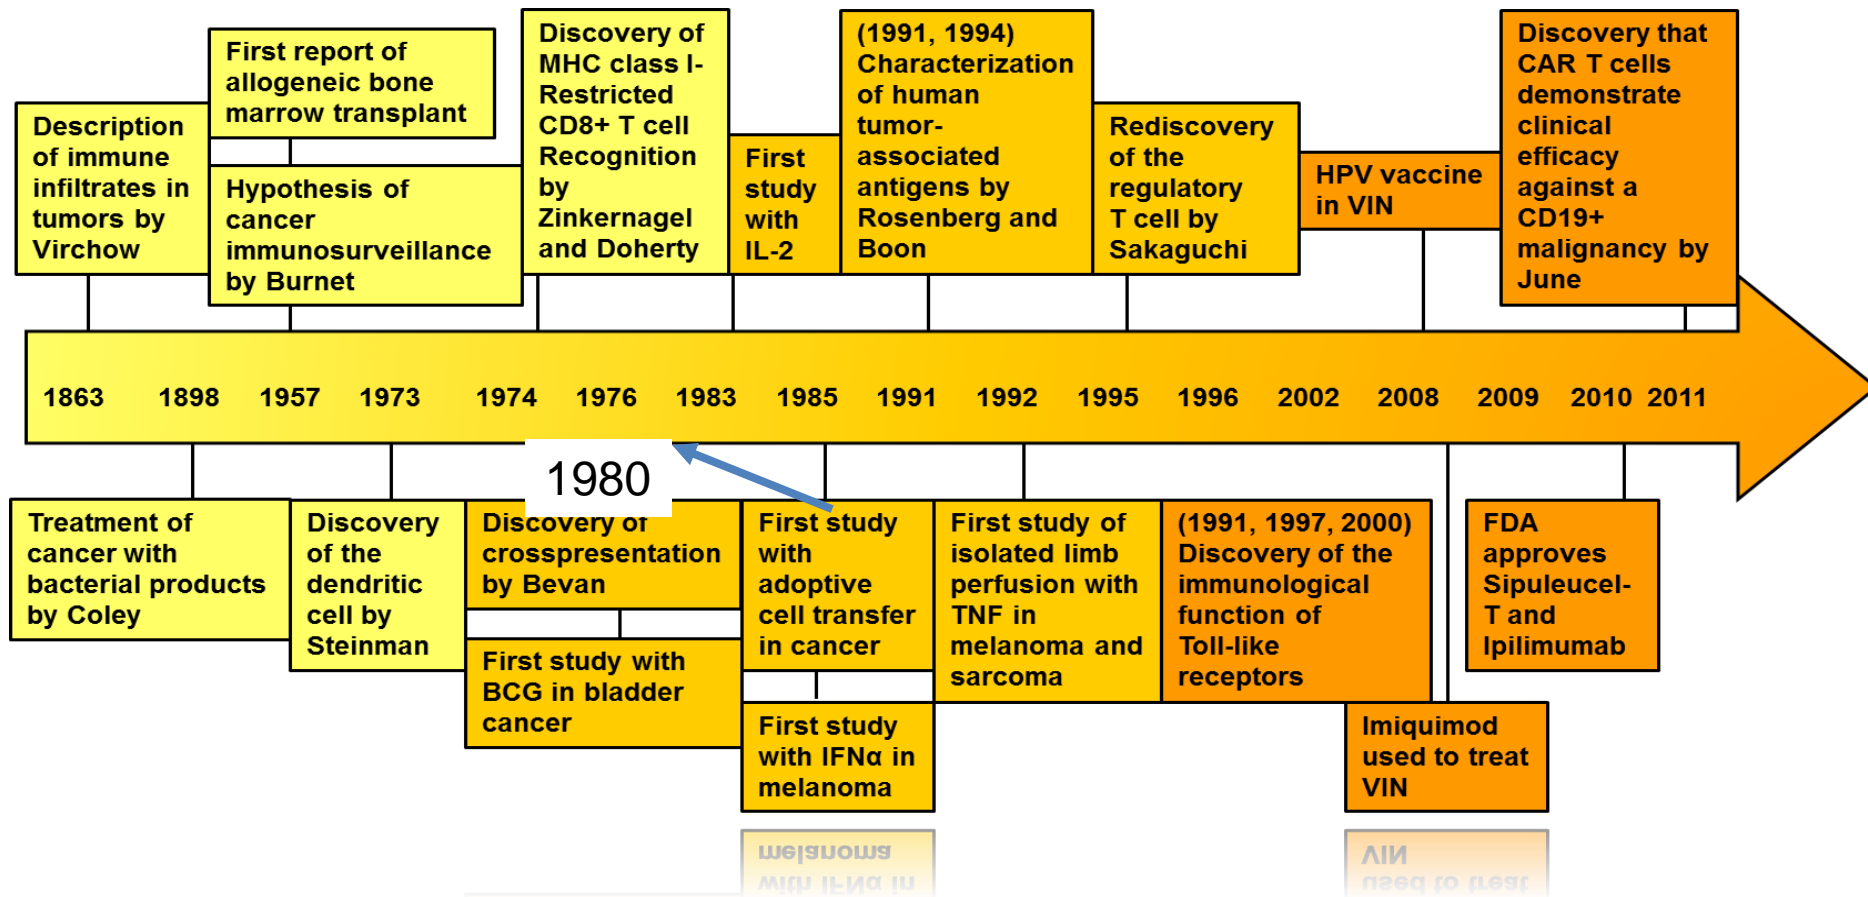 Description
of immune
infiltrates in
tumors by
Virchow
First report of
allogeneic bone
marrow transplant
Hypothesis of
cancer
immunosurveillance
by Burnet
Discovery of
MHC class I-
Restricted
CD8+ T cell
Recognition
by
Zinkernagel
and Doherty
First
study
with
IL-2
(1991, 1994)
Characterization
of human
tumor-
associated
antigens by
Rosenberg and
Boon
Rediscovery
of the
regulatory
T cell by
Sakaguchi
HPV vaccine
in VIN
Discovery that
CAR T cells
demonstrate
clinical
efficacy
against a
CD19+
malignancy by
June
1863 1898 1957 1973 1974 1976 1983 1985 1991 1992 1995 1996 2002 2008 2009 2010 2011
1980
Treatment of
cancer with
bacterial products
by Coley
Discovery
of the
dendritic
cell by
Steinman
Discovery of
crosspresentation
by Bevan
First study with
BCG in bladder
cancer
First study
with
adoptive
cell transfer
in cancer
First study
with IFNα in
melanoma
First study of
isolated limb
perfusion with
TNF in
melanoma and
sarcoma
(1991, 1997, 2000)
Discovery of the
immunological
function of
Toll-like
receptors
Imiquimod
used to treat
VIN
FDA
approves
Sipuleucel-
T and
Ipilimumab